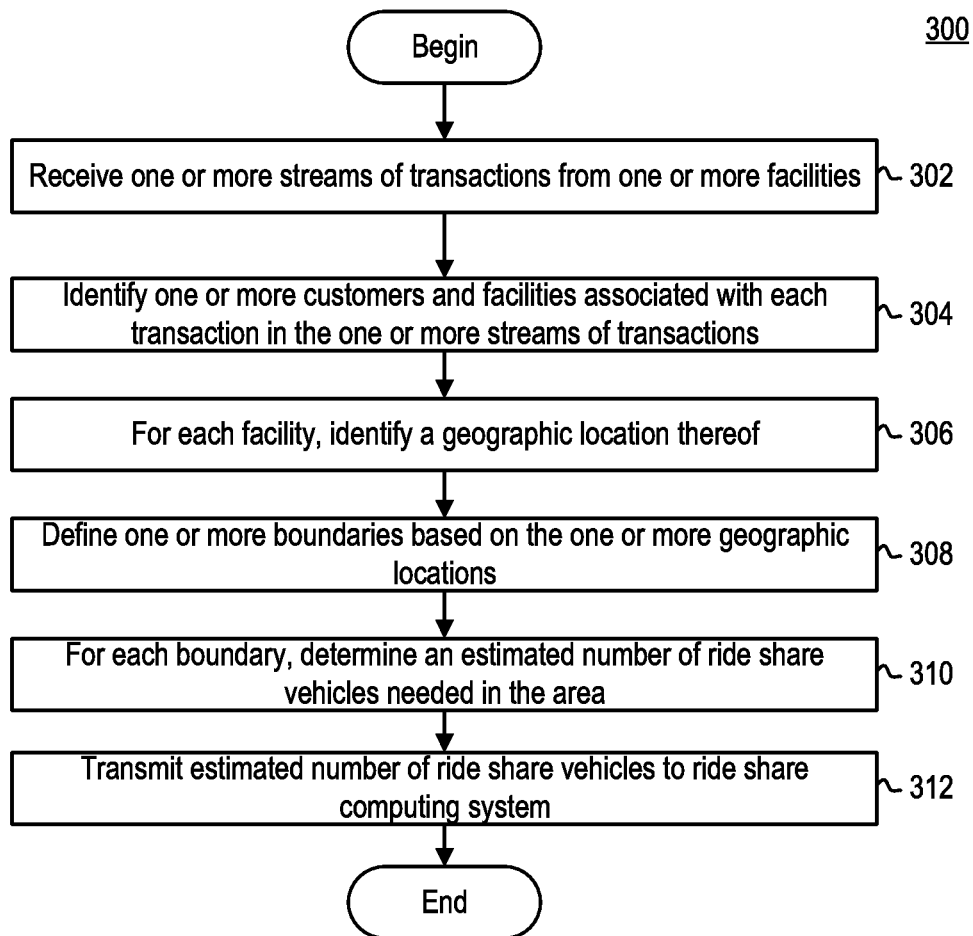 300
Begin
Receive one or more streams of transactions from one or more facilities
302
Identify one or more customers and facilities associated with each
transaction in the one or more streams of transactions
304
For each facility, identify a geographic location thereof
306
Define one or more boundaries based on the one or more geographic
locations
308
For each boundary, determine an estimated number of ride share
vehicles needed in the area
310
Transmit estimated number of ride share vehicles to ride share
computing system
312
End